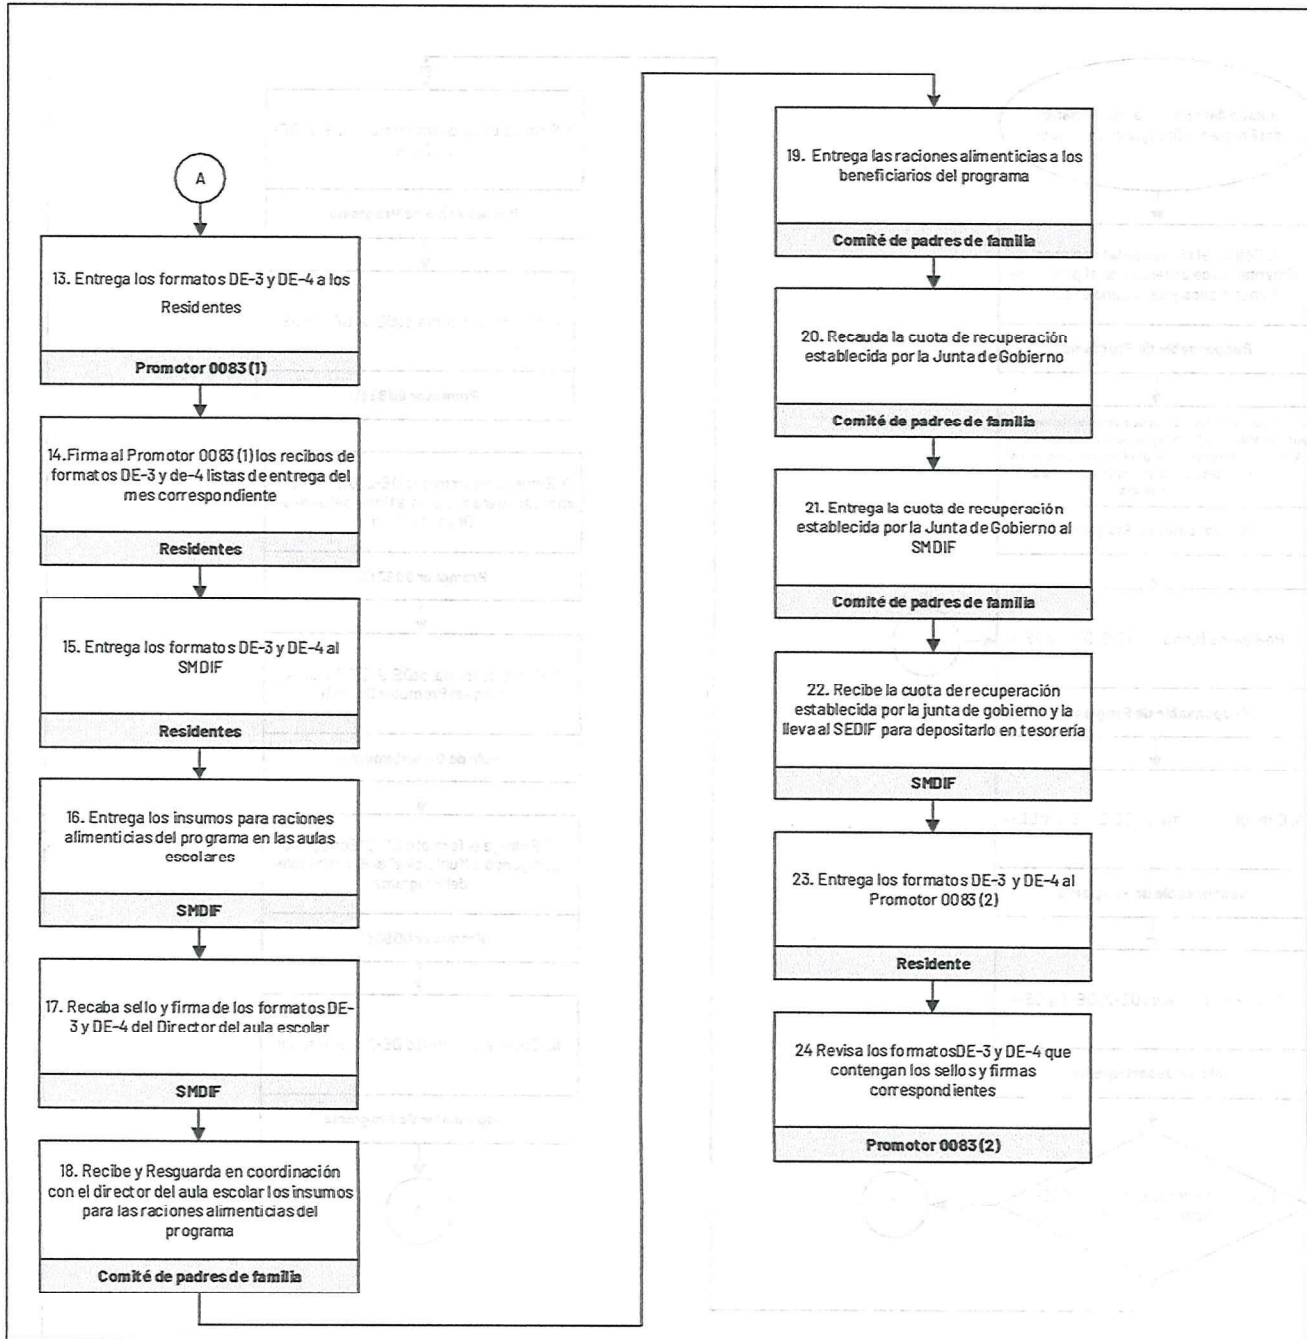 A
13. Entrega los formatos DE-3 y DE-4 a los
Residentes
Promotor 0083 (1)
14.Firma al Promotor 0083 (1) los recibos de
formatos DE-3 y de-4 listas de entrega del
mes correspondiente
Residentes
15. Entrega los formatos DE-3 y DE-4 al
SMDIF
Residentes
16. Entrega los insumos para raciones
alimenticias del programa en las aulas
escolares
SMDIF
17. Recaba sello y firma de los formatos DE-
3 y DE-4 del Director del aula escolar
SMDIF
18. Recibe y Resguarda en coordinación
con el director del aula escolar los insumos
para las raciones alimenticias del
programa
Comité de padres de familia
19. Entrega las raciones alimenticias a los
beneficiarios del programa
Comité de padres de familia
20. Recauda la cuota de recuperación
establecida por la Junta de Gobierno
Comité de padres de familia
21. Entrega la cuota de recuperación
establecida por la Junta de Gobierno al
SMDIF
Comité de padres de familia
22. Recibe la cuota de recuperación
establecida por la junta de gobierno y la
lleva al SEDIF para depositarlo en tesorería
SMDIF
23. Entrega los formatos DE-3 y DE-4 al
Promotor 0083 (2)
Residente
24 Revisa los formatosDE-3 y DE-4 que
contengan los sellos y firmas
correspondientes
Promotor 0083 (2)